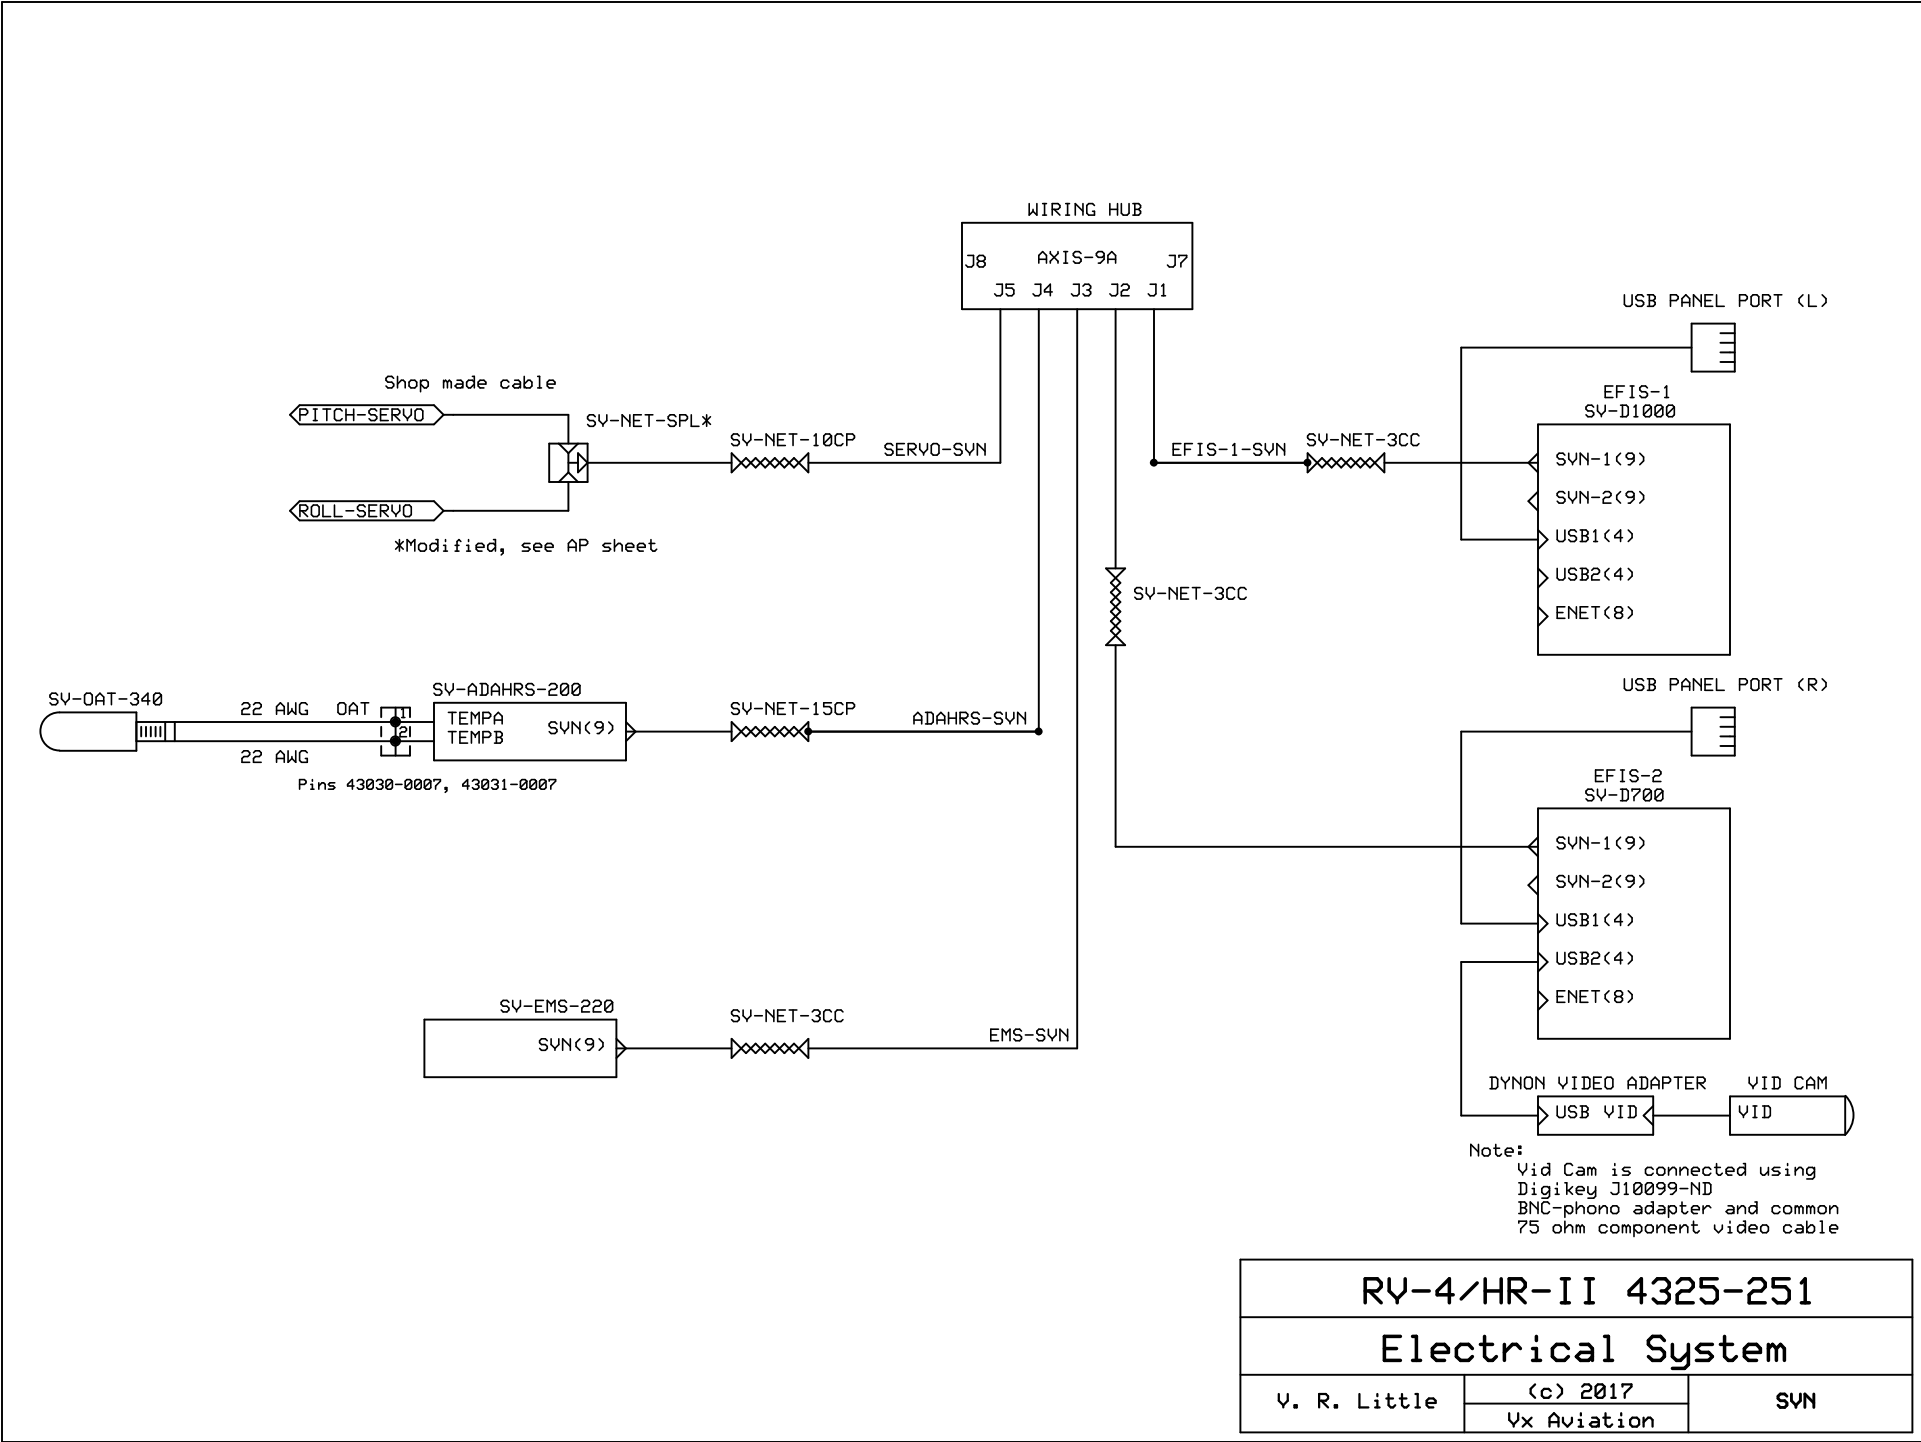 WIRING HUB
AXIS-9A
J8
J7
J5 J4 J3 J2 J1
USB PANEL PORT (L)
Shop made cable
PITCH-SERVO
SV-NET-SPL*
SV-NET-10CP
SERVO-SVN
ROLL-SERVO
*Modified, see AP sheet
EFIS-1-SVN
SV-NET-3CC
EFIS-1
SV-D1000
SVN-1(9)
SVN-2(9)
USB1(4)
USB2(4)
ENET(8)
SV-NET-3CC
SV-OAT-340
22 AWG
OAT
1
2
22 AWG
Pins 43030-0007, 43031-0007
SV-ADAHRS-200
TEMPA
TEMPB
SVN(9)
SV-NET-15CP
ADAHRS-SVN
USB PANEL PORT (R)
EFIS-2
SV-D700
SVN-1(9)
SVN-2(9)
USB1(4)
USB2(4)
ENET(8)
SV-EMS-220
SVN(9)
SV-NET-3CC
EMS-SVN
DYNON VIDEO ADAPTER
USB VID
VID CAM
VID
Note:
Vid Cam is connected using
Digikey J10099-ND
BNC-phono adapter and common
75 ohm component video cable
RV-4/HR-II 4325-251
Electrical System
V. R. Little
(c) 2017
Vx Aviation
SVN